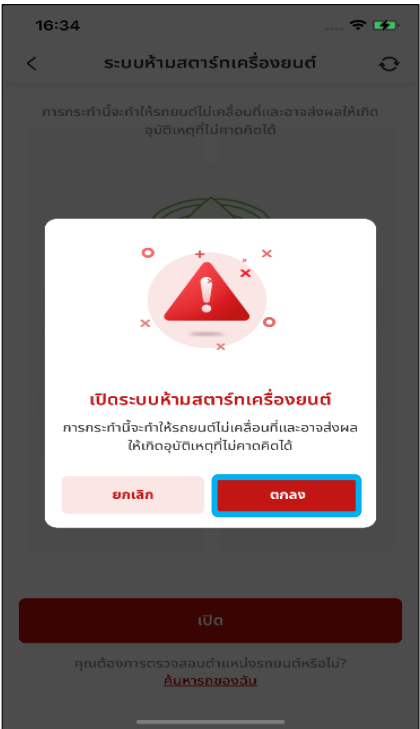 16:34
ระบบห้ามสตาร์ทเครื่องยนต์
การกระทำนี้จะทำให้รถยนต์ไม่เคลื่อนที่และอาจส่งผลให้เกิด
อุบัติเหตุที่ไม่คาดคิดได้
เปิดระบบห้ามสตาร์ทเครื่องยนต์
การกระทำนี้จะทำให้รถยนต์ไม่เคลื่อนที่และอาจส่งผล
ให้เกิดอุบัติเหตุที่ไม่คาดคิดได้
ยกเลิก
ตกลง
เปิด
คุณต้องการตรวจสอบตำแหน่งรถยนต์หรือไม่?
ค้นหารถของฉัน